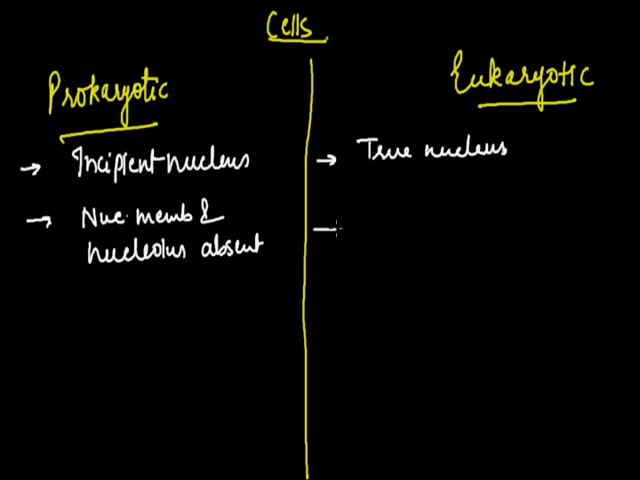 Cells
Prokaryotic
Eukaryotic
→ Incipient nucleus
→ True nucleus
→ Nuc. memb &
nucleolus absent